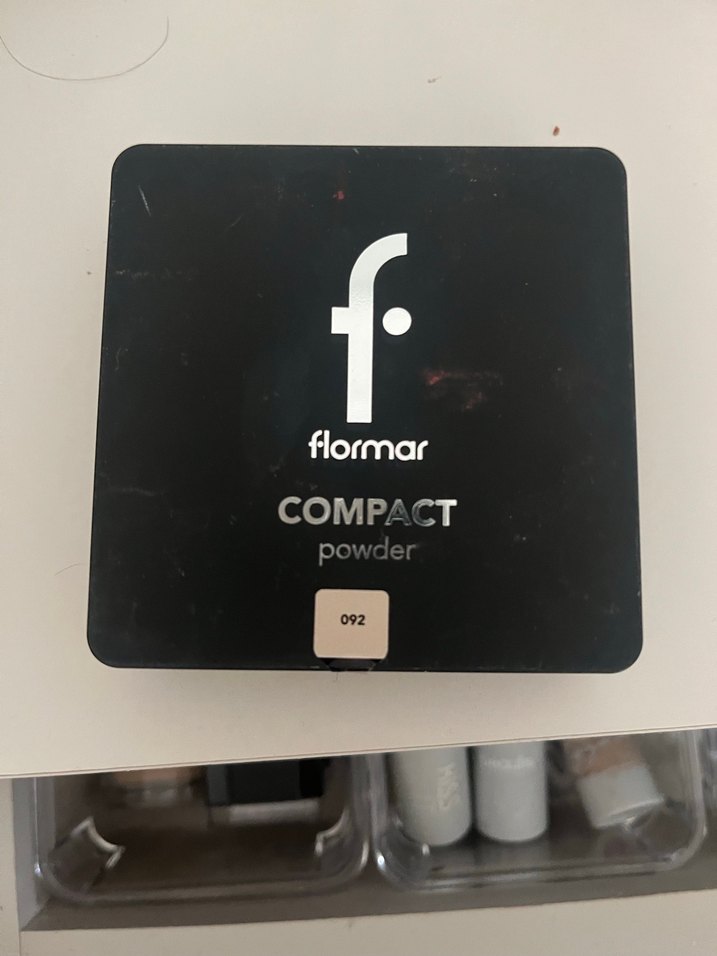 f
flormar
COMPACT
powder
092